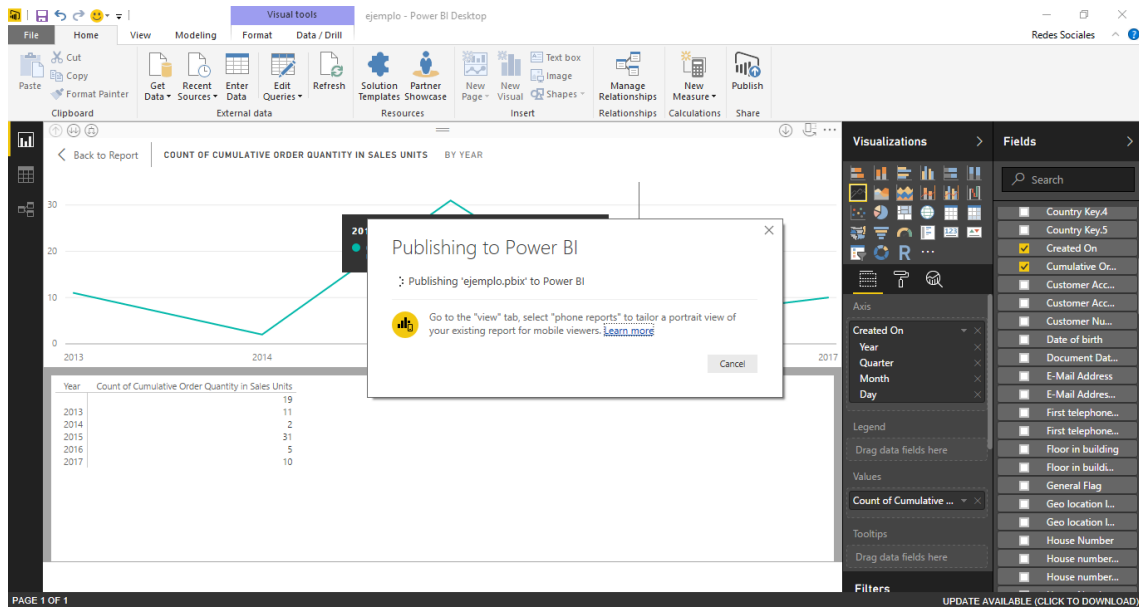 Visual tools
ejemplo - Power BI Desktop
File Home View Modeling Format Data / Drill
Redes Sociales
Paste
Cut
Copy
Format Painter
Clipboard
Get Data
Recent Sources
Enter Data
Edit Queries
Refresh
External data
Solution Templates
Partner Showcase
Resources
New Page
New Visual
Text box
Image
Shapes
Insert
Manage Relationships
Relationships
New Measure
Calculations
Publish
Share
Back to Report
COUNT OF CUMULATIVE ORDER QUANTITY IN SALES UNITS BY YEAR
30
20
10
0
2013 2014 2017
201
Publishing to Power BI
Publishing 'ejemplo.pbix' to Power BI
Go to the "view" tab, select "phone reports" to tailor a portrait view of
your existing report for mobile viewers. Learn more
Cancel
Year Count of Cumulative Order Quantity in Sales Units
19
2013 11
2014 2
2015 31
2016 5
2017 10
Visualizations
R
123
Axis
Created On
Year
Quarter
Month
Day
Legend
Drag data fields here
Values
Count of Cumulative ...
Tooltips
Drag data fields here
Filters
Fields
Search
Country Key.4
Country Key.5
Created On
Cumulative Or...
Customer Acc...
Customer Acc...
Customer Nu...
Date of birth
Document Dat...
E-Mail Address
E-Mail Addres...
First telephone...
First telephone...
Floor in building
Floor in buildi...
General Flag
Geo location l...
Geo location l...
House Number
House number...
House number...
PAGE 1 OF 1
UPDATE AVAILABLE (CLICK TO DOWNLOAD)